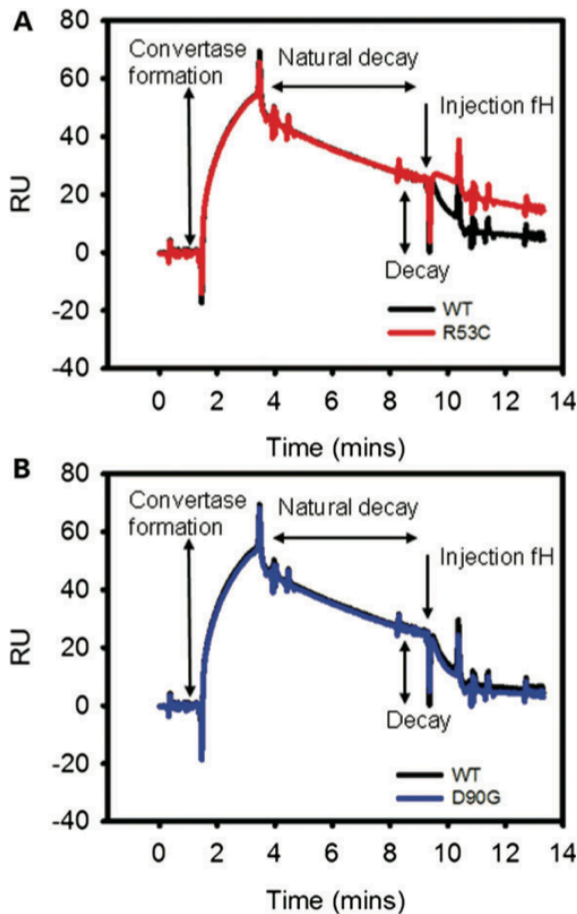 A
80
Convertase
formation
Natural decay
60
Injection fH
40
RU
20
0
Decay
-20
WT
R53C
-40
0 2 4 6 8 10 12 14
Time (mins)
B
80
Convertase
formation
Natural decay
60
Injection fH
40
RU
20
0
Decay
-20
WT
D90G
-40
0 2 4 6 8 10 12 14
Time (mins)